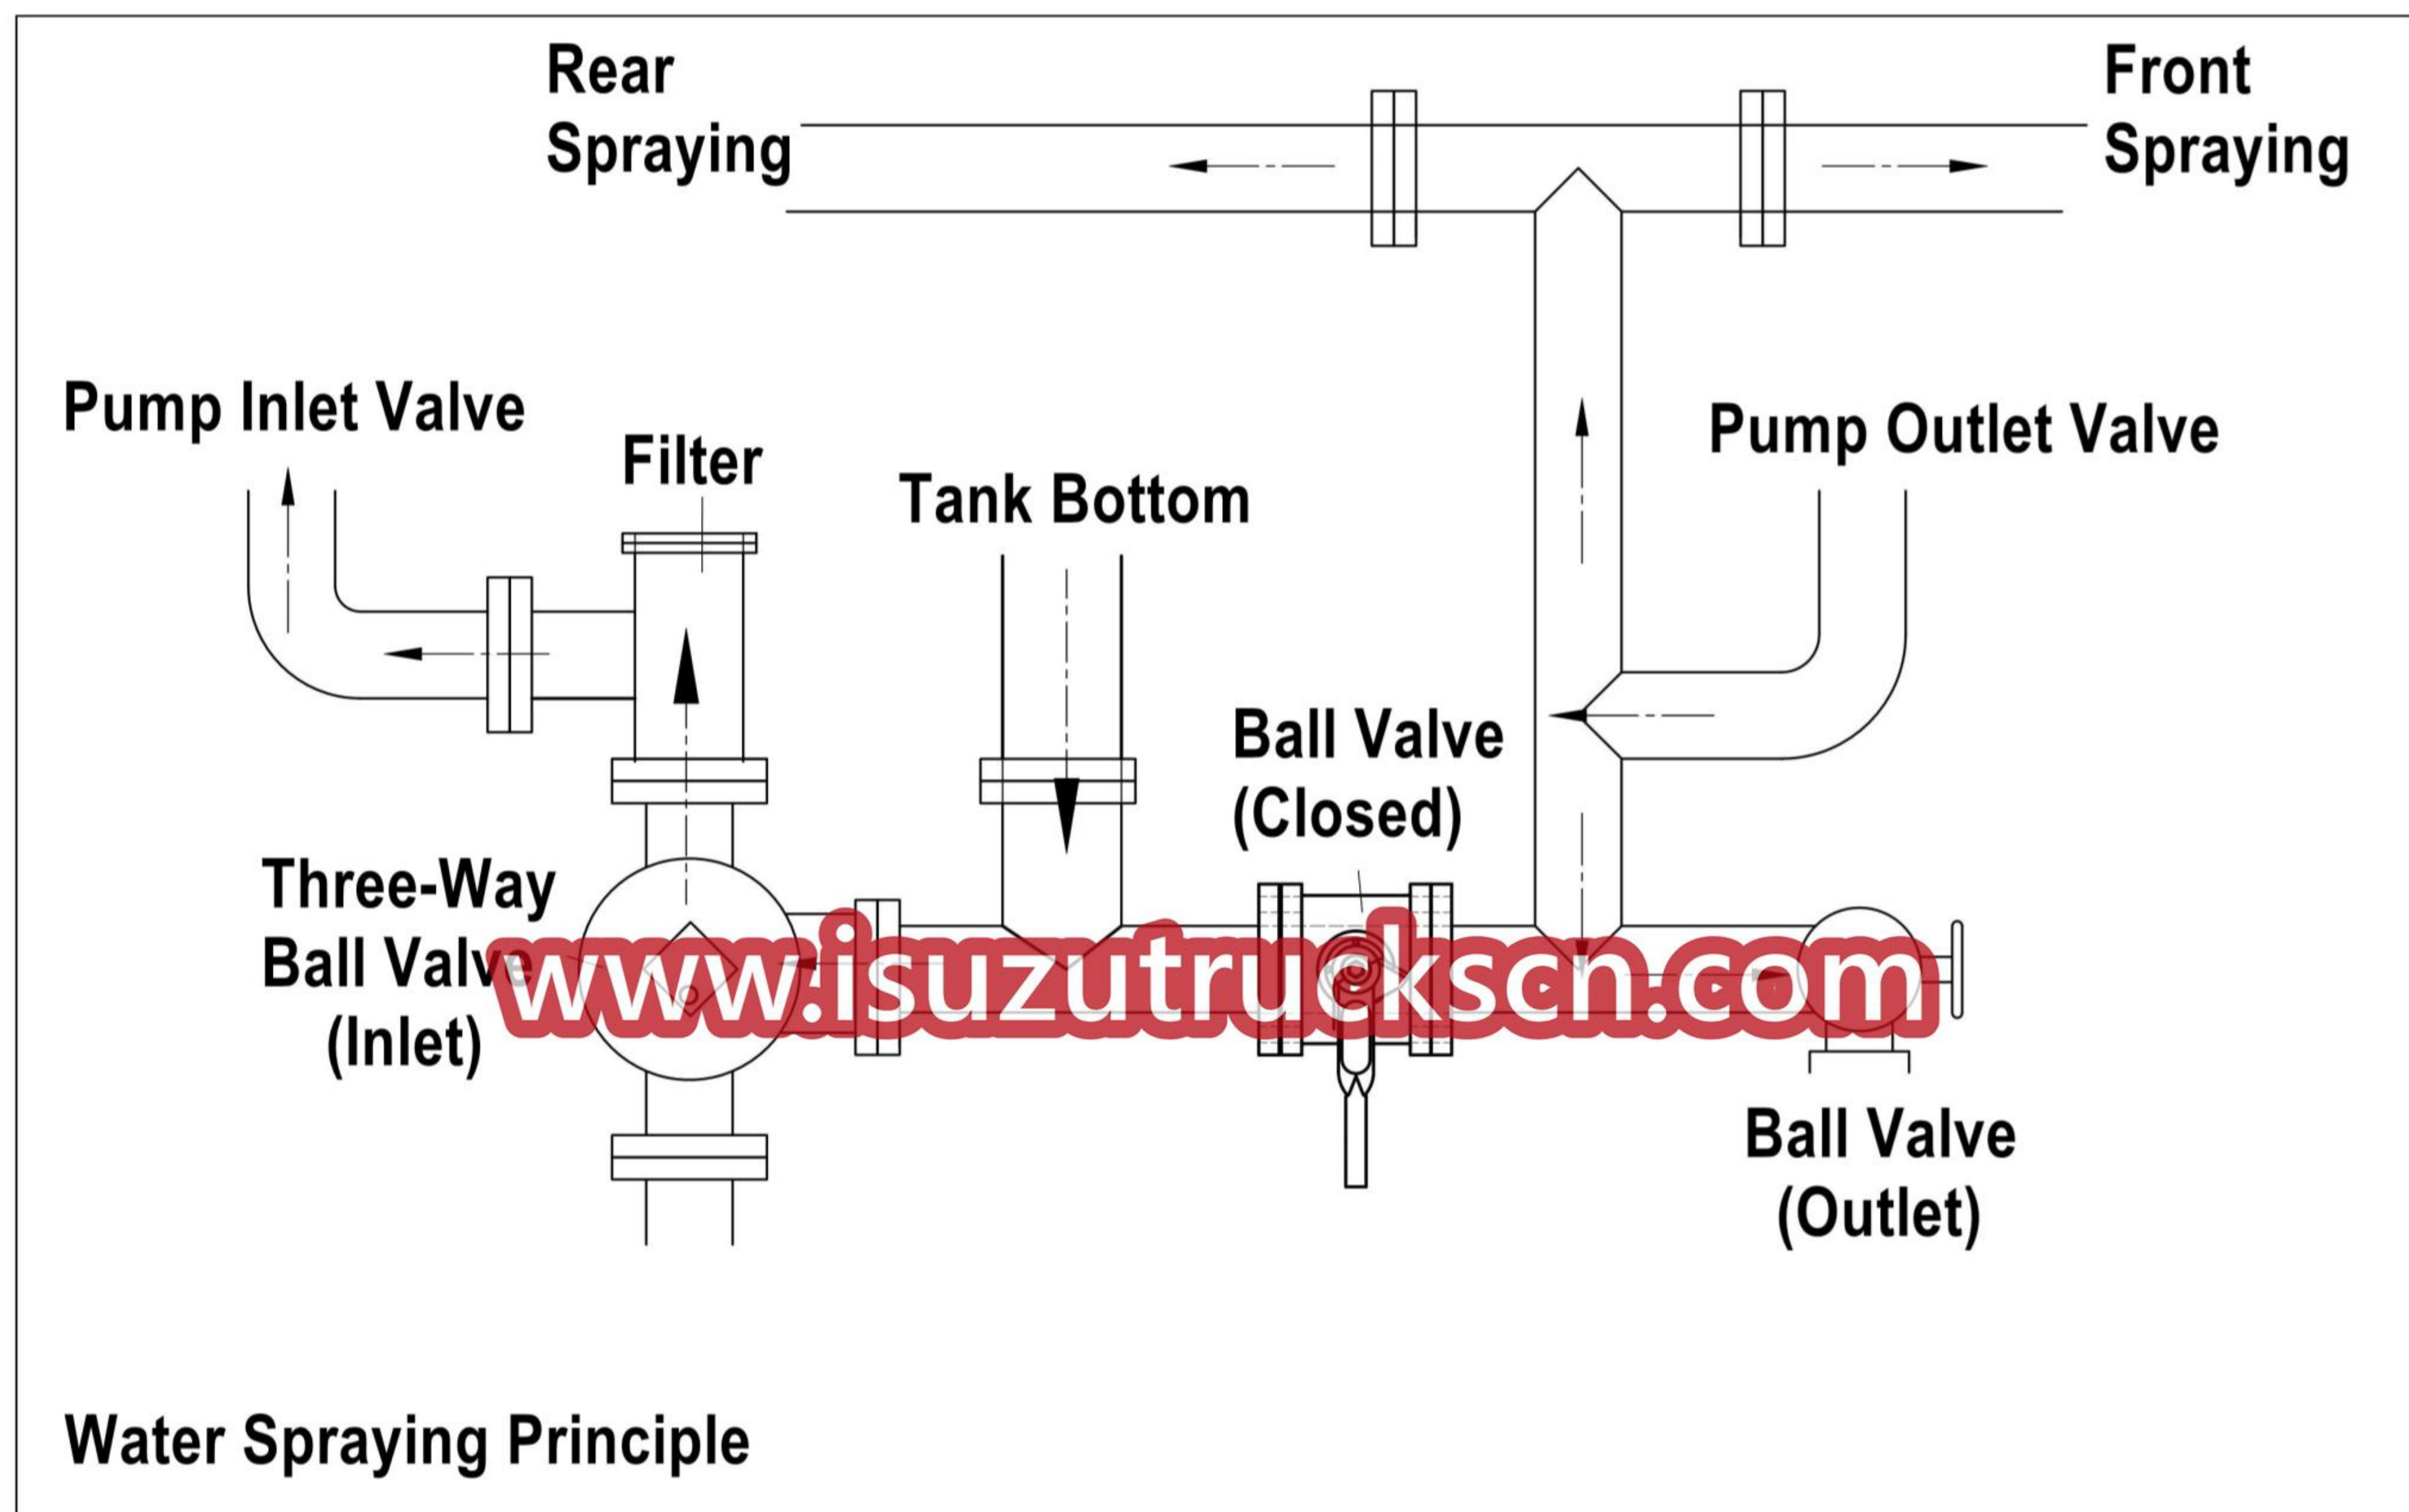 Rear
Spraying
Front
Spraying
Pump Inlet Valve
Filter
Tank Bottom
Pump Outlet Valve
Ball Valve
(Closed)
Three-Way
Ball Valve
(Inlet)
www.isuzutruckscn.com
Ball Valve
(Outlet)
Water Spraying Principle